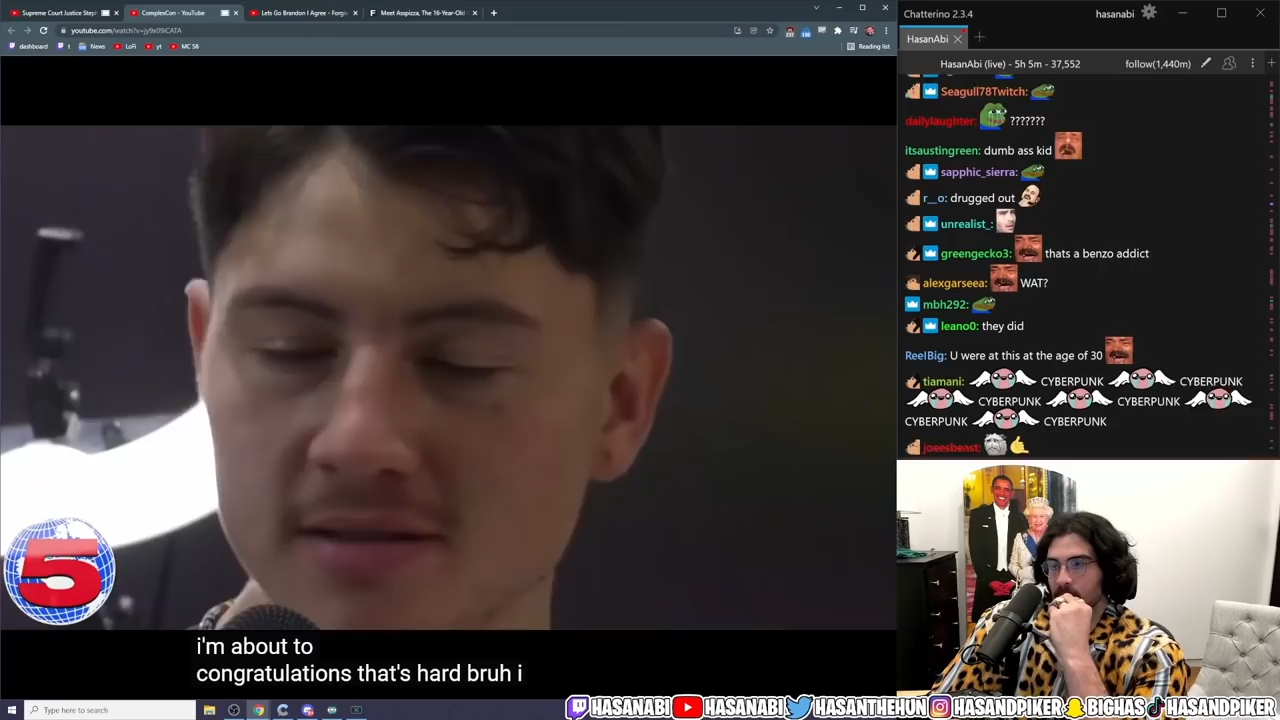 Supreme Court Justice Steph
ComplexCon - YouTube
Lets Go Brandon I Agree - Forgi
Meet Asspizza, The 16-Year-Old
youtube.com/watch?v=jy9x09iCATA
Reading list
dashboard
t
News
LoFi
yt
MC S6
5
i'm about to
congratulations that's hard bruh i
Type here to search
Chatterino 2.3.4
hasanabi
HasanAbi
HasanAbi (live) - 5h 5m - 37,552
follow(1,440m)
Seagull78Twitch:
dailylaughter: ???????
itsaustingreen: dumb ass kid
sapphic_sierra:
r__o: drugged out
unrealist_:
greengecko3: thats a benzo addict
alexgarseea: WAT?
mbh292:
leano0: they did
ReelBig: U were at this at the age of 30
tiamani: CYBERPUNK CYBERPUNK
CYBERPUNK CYBERPUNK
CYBERPUNK CYBERPUNK
joeesbeast:
HASANABI HASANABI HASANTHEHUN HASANDPIKER BIGHAS HASANDPIKER